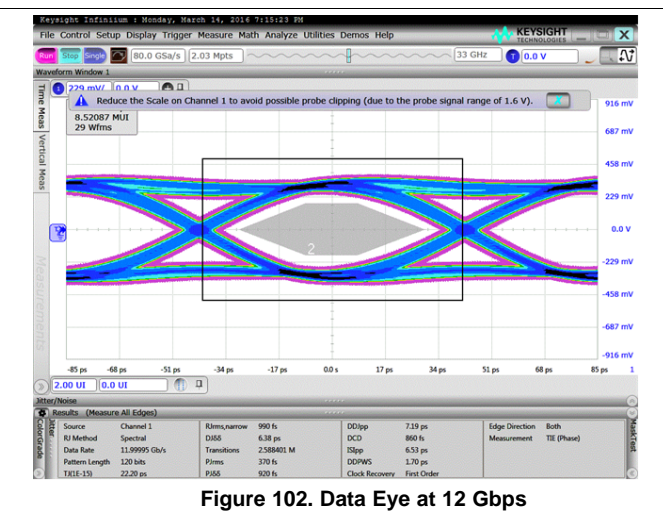 Keysight Infiniium : Monday, March 14, 2016 7:15:23 PM
File Control Setup Display Trigger Measure Math Analyze Utilities Demos Help
KEYSIGHT
TECHNOLOGIES
Run Stop Single 80.0 GSa/s 2.03 Mpts 33 GHz T 0.0 V
Waveform Window 1
1 229 mV/ 0.0 V
Reduce the Scale on Channel 1 to avoid possible probe clipping (due to the probe signal range of 1.6 V).
8.52087 MUI
29 Wfms
Time Meas
Vertical Meas
Measurements
916 mV
687 mV
458 mV
229 mV
0.0 V
-229 mV
-458 mV
-687 mV
-916 mV
2
-85 ps -68 ps -51 ps -34 ps -17 ps 0.0 s 17 ps 34 ps 51 ps 68 ps 85 ps 1
2.00 UI 0.0 UI
Jitter/Noise
Results (Measure All Edges)
ColorGrade
Jitter
MaskTest
Source Channel 1 RJrms,narrow 990 fs DDJpp 7.19 ps Edge Direction Both
RJ Method Spectral DJδδ 6.38 ps DCD 860 fs Measurement TIE (Phase)
Data Rate 11.99995 Gb/s Transitions 2.588401 M ISIpp 6.53 ps
Pattern Length 120 bits PJrms 370 fs DDPWS 1.70 ps
TJ(1E-15) 22.20 ps PJδδ 920 fs Clock Recovery First Order
Figure 102. Data Eye at 12 Gbps